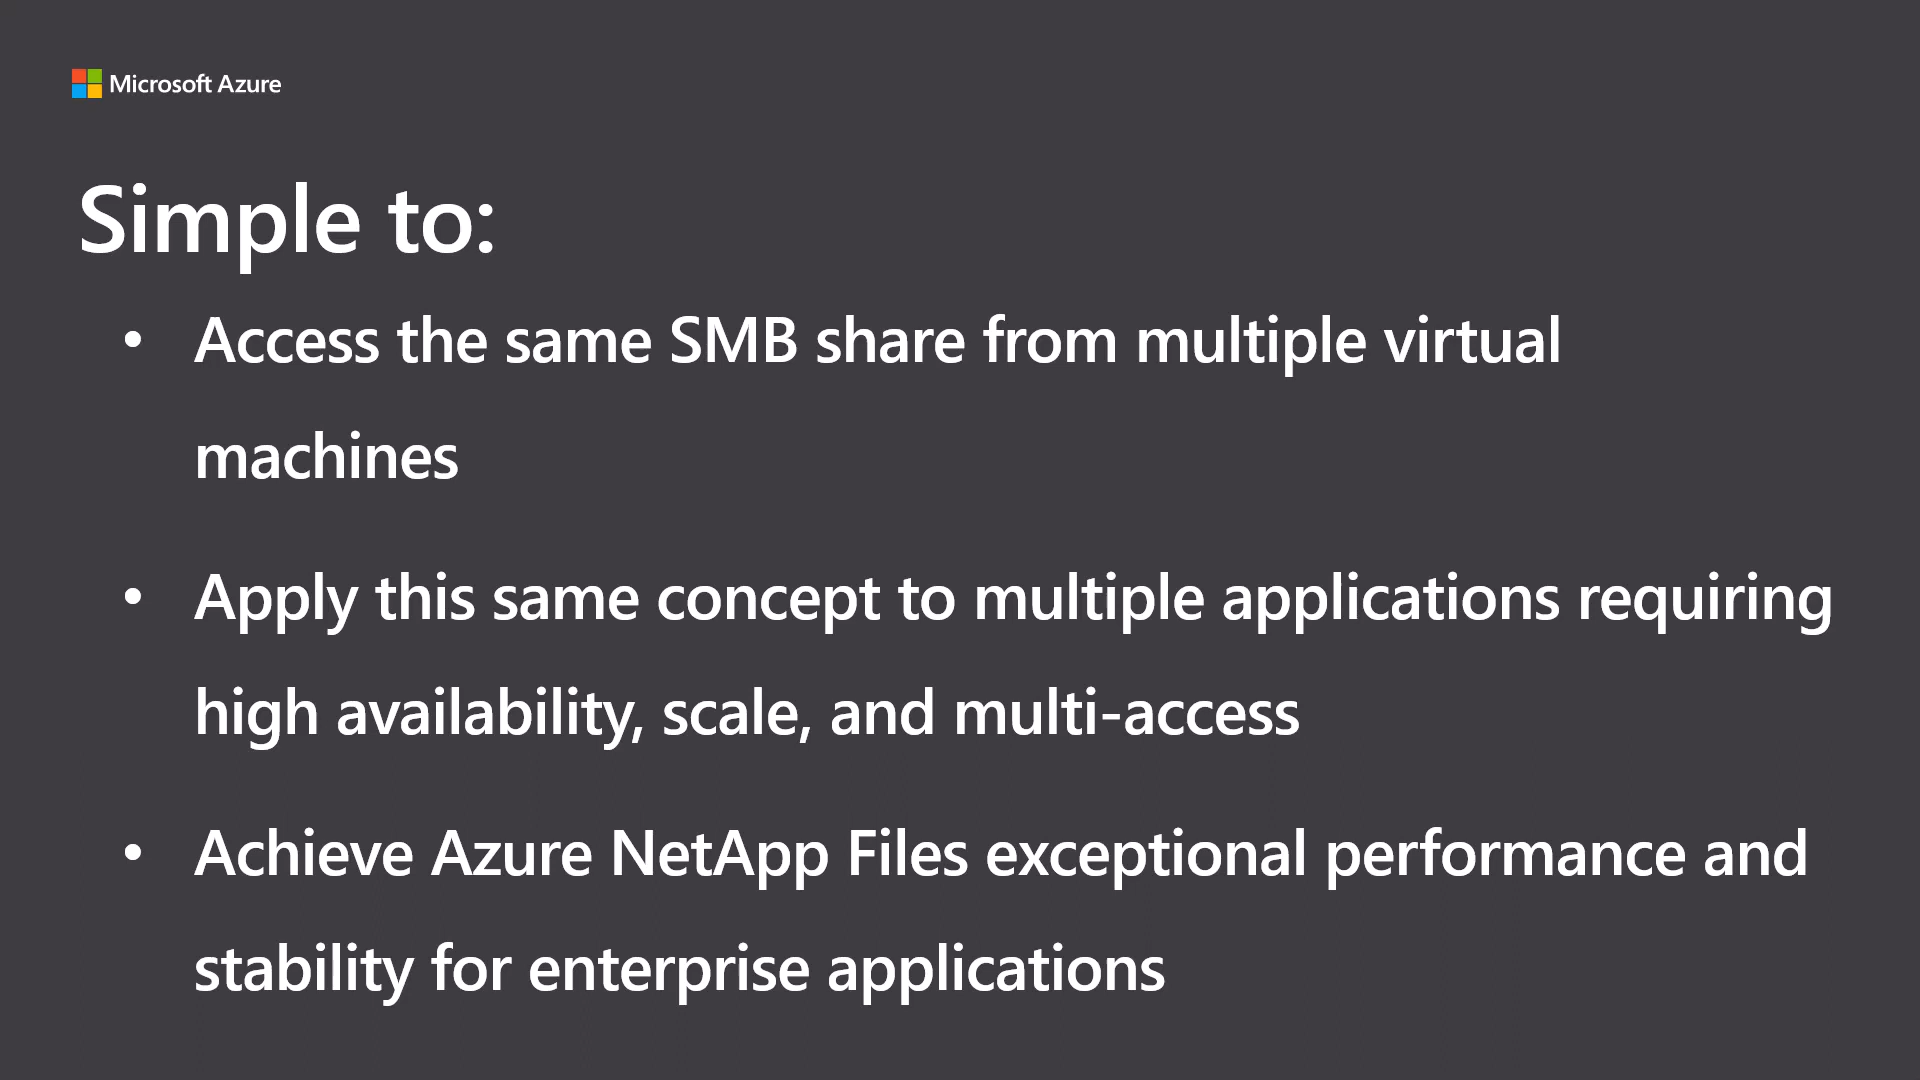 Microsoft Azure
Simple to:
• Access the same SMB share from multiple virtual
machines
• Apply this same concept to multiple applications requiring
high availability, scale, and multi-access
• Achieve Azure NetApp Files exceptional performance and
stability for enterprise applications